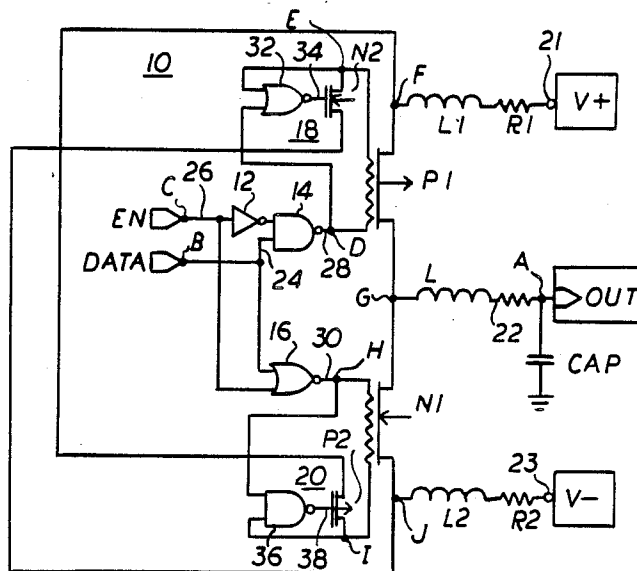 E
32
34
N2
21
10
F
V+
18
L1
R1
12
14
P1
C
26
EN
B
D
DATA
24
28
L
A
G
OUT
22
16
30
H
CAP
N1
P2
20
23
V-
36
38
I
J
L2
R2